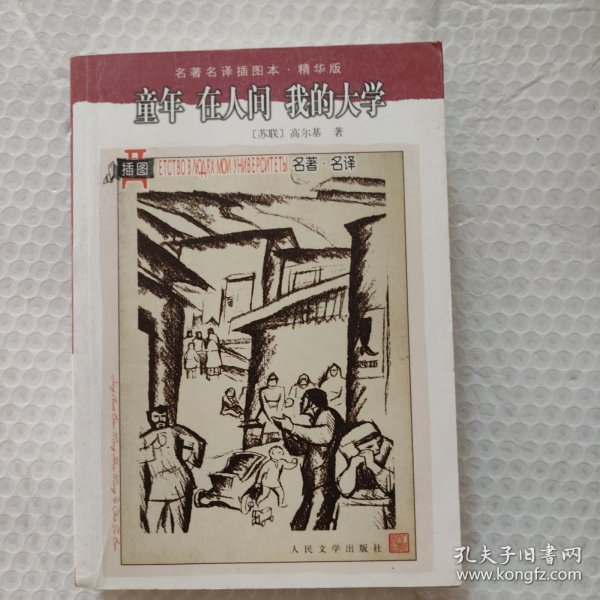 名著名译插图本·精华版
童年 在人间 我的大学
〔苏联〕高尔基 著
插图
ЕТСТВО В ЛЮДЯХ МОИ УНИВЕРСИТЕТЫ 名著·名译
人民文学出版社
孔夫子旧书网
www.kongfz.com